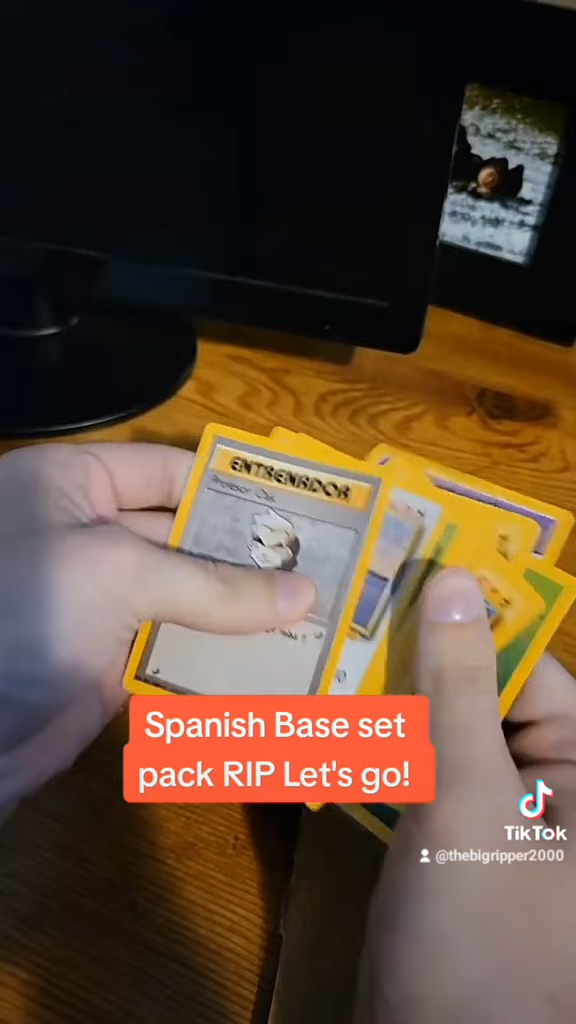 ENTRENADOR
Profesor Oak
Spanish Base set
pack RIP Let's go!
TikTok
@thebigripper2000